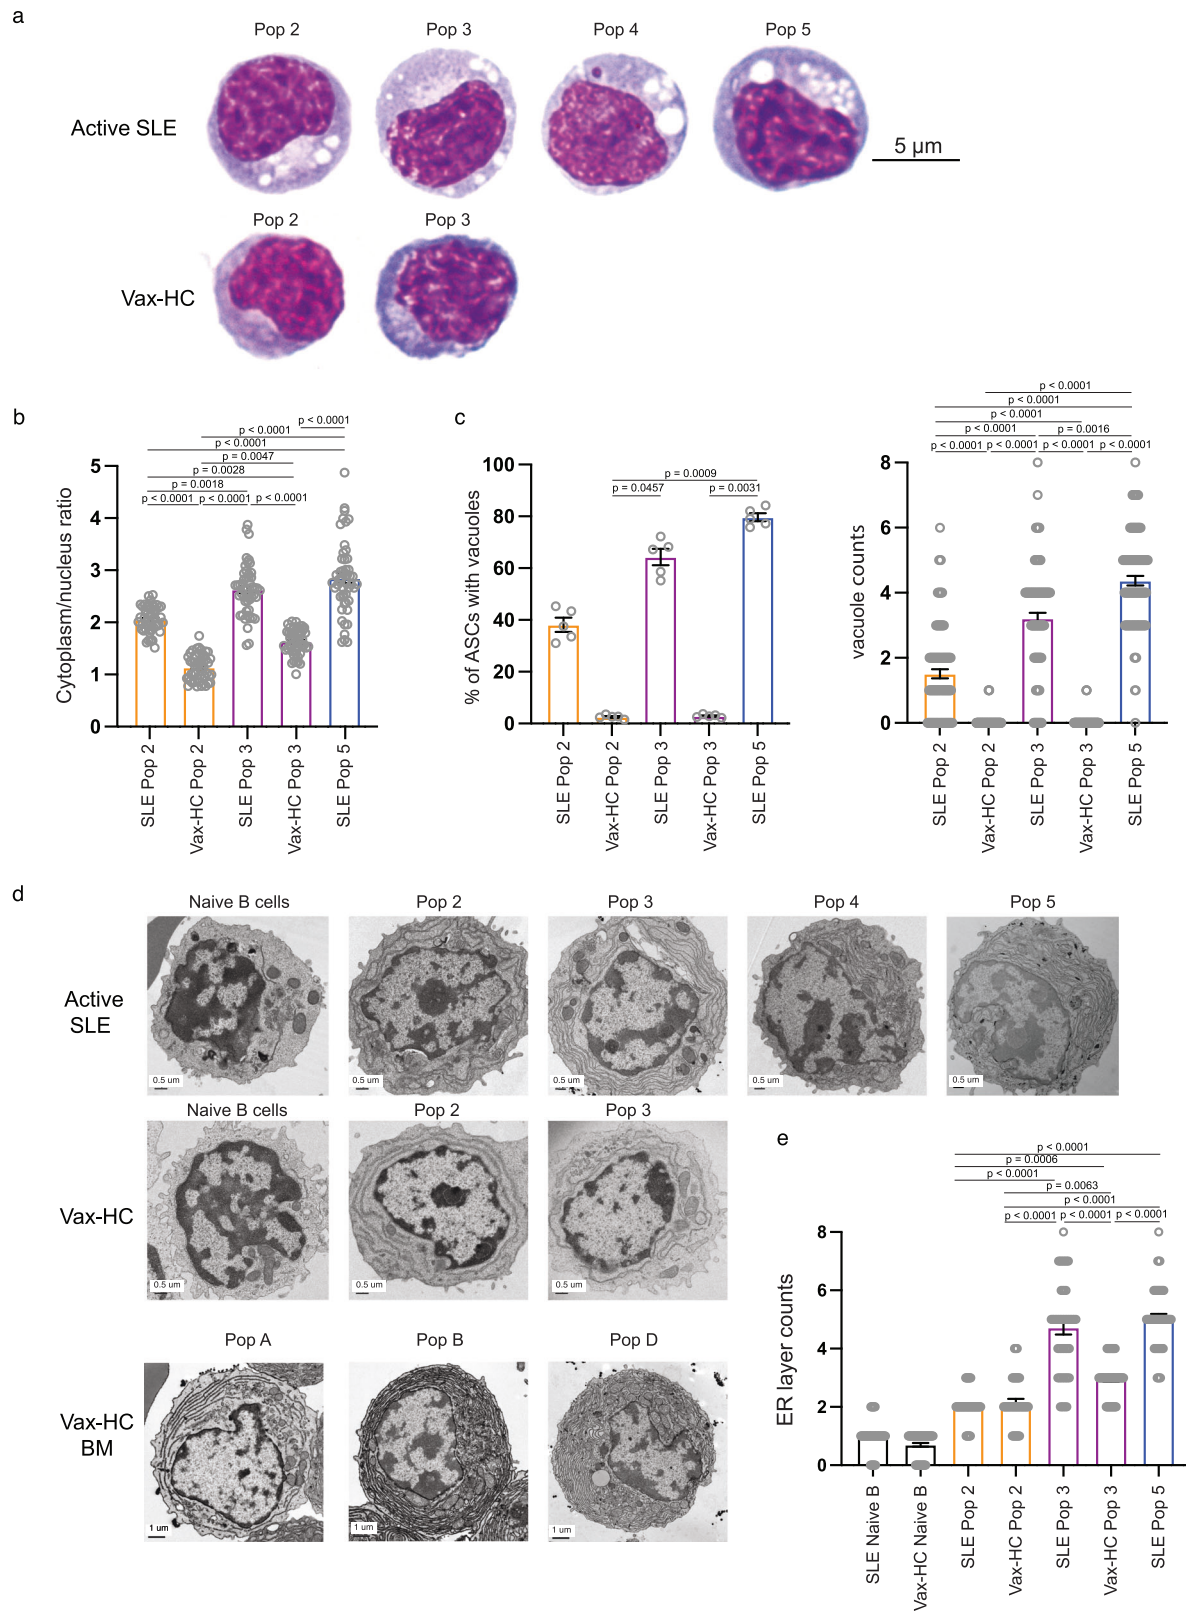 a
Pop 2
Pop 3
Pop 4
Pop 5
Active SLE
5 µm
Pop 2
Pop 3
Vax-HC
b
p < 0.0001
p < 0.0001
p < 0.0001
p = 0.0047
p = 0.0028
p = 0.0018
p < 0.0001
p < 0.0001
p < 0.0001
Cytoplasm/nucleus ratio
5
4
3
2
1
0
SLE Pop 2
Vax-HC Pop 2
SLE Pop 3
Vax-HC Pop 3
SLE Pop 5
c
p = 0.0009
p = 0.0457
p = 0.0031
% of ASCs with vacuoles
100
80
60
40
20
0
SLE Pop 2
Vax-HC Pop 2
SLE Pop 3
Vax-HC Pop 3
SLE Pop 5
p < 0.0001
p < 0.0001
p < 0.0001
p < 0.0001
p = 0.0016
p < 0.0001
p < 0.0001
p < 0.0001
p < 0.0001
vacuole counts
8
6
4
2
0
SLE Pop 2
Vax-HC Pop 2
SLE Pop 3
Vax-HC Pop 3
SLE Pop 5
d
Naive B cells
Pop 2
Pop 3
Pop 4
Pop 5
Active
SLE
0.5 um
0.5 um
0.5 um
0.5 um
0.5 um
Naive B cells
Pop 2
Pop 3
Vax-HC
0.5 um
0.5 um
0.5 um
Pop A
Pop B
Pop D
Vax-HC
BM
1 um
1 um
1 um
e
p < 0.0001
p = 0.0006
p < 0.0001
p = 0.0063
p < 0.0001
p < 0.0001
p < 0.0001
p < 0.0001
ER layer counts
8
6
4
2
0
SLE Naive B
Vax-HC Naive B
SLE Pop 2
Vax-HC Pop 2
SLE Pop 3
Vax-HC Pop 3
SLE Pop 5